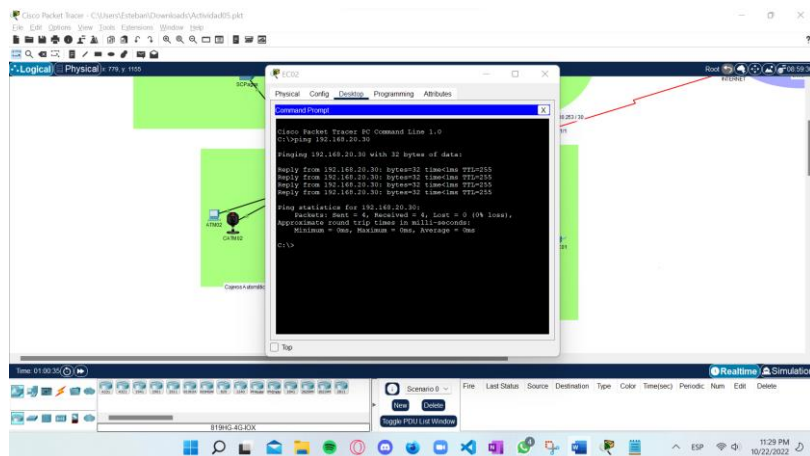 Cisco Packet Tracer - C:\Users\Esteban\Downloads\Actividad05.pkt
File Edit Options View Tools Extensions Window Help
Logical Physical x: 779, y: 1155
Root 08:59:3
SCPago
INTERNET
EC02
Physical Config Desktop Programming Attributes
Command Prompt X
Cisco Packet Tracer PC Command Line 1.0
C:\>ping 192.168.20.30
Pinging 192.168.20.30 with 32 bytes of data:
Reply from 192.168.20.30: bytes=32 time<1ms TTL=255
Reply from 192.168.20.30: bytes=32 time<1ms TTL=255
Reply from 192.168.20.30: bytes=32 time<1ms TTL=255
Reply from 192.168.20.30: bytes=32 time<1ms TTL=255
Ping statistics for 192.168.20.30:
Packets: Sent = 4, Received = 4, Lost = 0 (0% loss),
Approximate round trip times in milli-seconds:
Minimum = 0ms, Maximum = 0ms, Average = 0ms
C:\>
ATM02
CATM02
Top
Time: 01:00:35
Realtime Simulation
Scenario 0
Fire Last Status Source Destination Type Color Time(sec) Periodic Num Edit Delete
New Delete
Toggle PDU List Window
819HG-4G-IOX
ESP
11:29 PM
10/22/2022